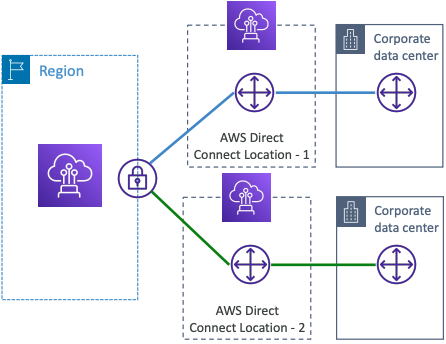 Region
AWS Direct
Connect Location - 1
Corporate
data center
AWS Direct
Connect Location - 2
Corporate
data center